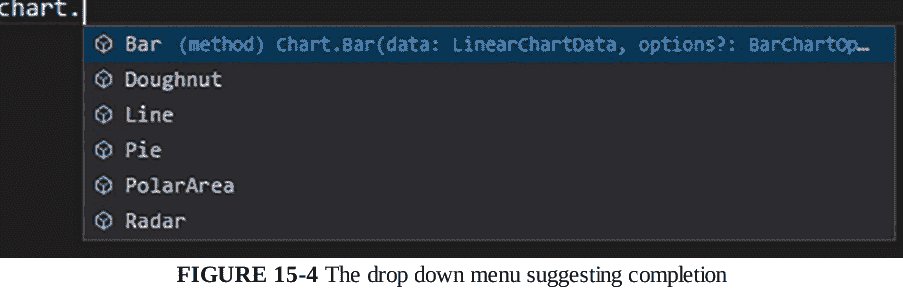 chart.
Bar (method) Chart.Bar(data: LinearChartData, options?: BarChartOp…
Doughnut
Line
Pie
PolarArea
Radar
FIGURE 15-4 The drop down menu suggesting completion